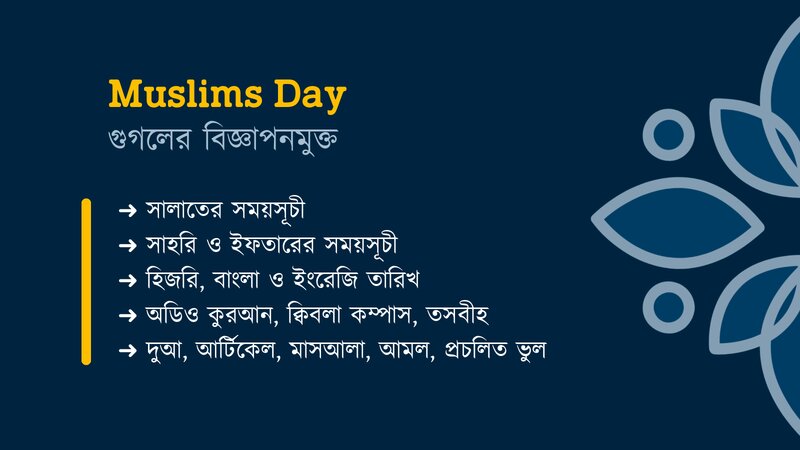 Muslims Day
গুগলের বিজ্ঞাপনমুক্ত
➜ সালাতের সময়সূচী
➜ সাহরি ও ইফতারের সময়সূচী
➜ হিজরি, বাংলা ও ইংরেজি তারিখ
➜ অডিও কুরআন, ক্বিবলা কম্পাস, তসবীহ
➜ দুআ, আর্টিকেল, মাসআলা, আমল, প্রচলিত ভুল